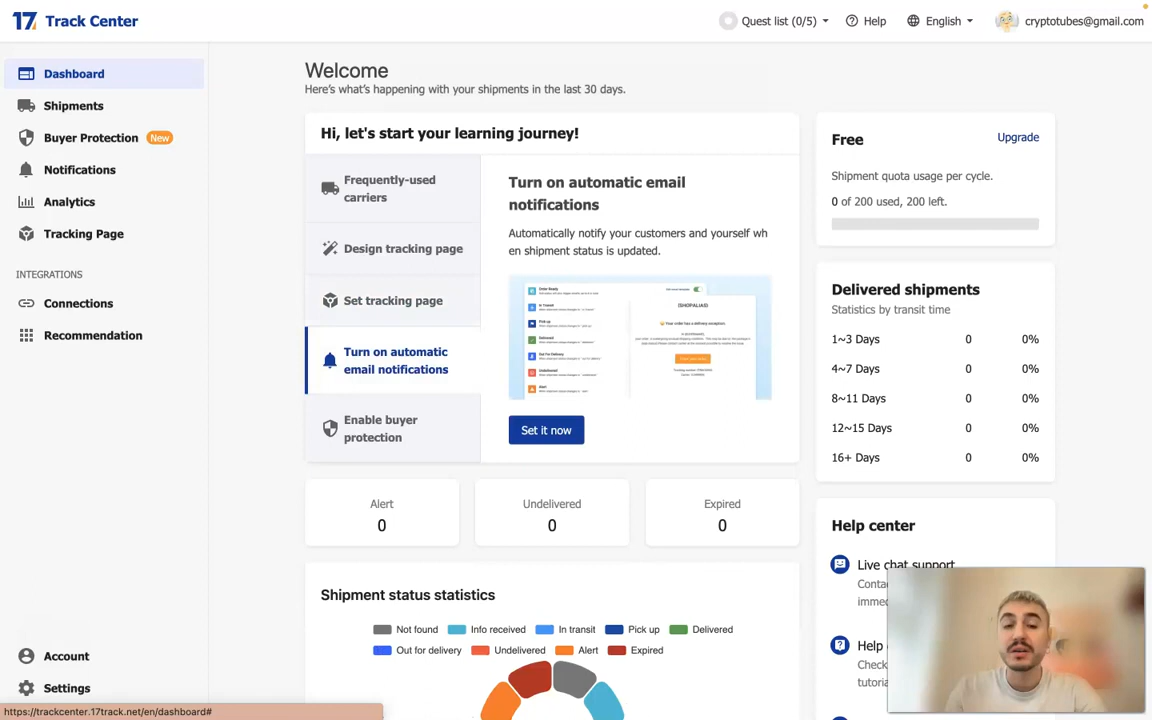 17 Track Center
Quest list (0/5)
Help
English
cryptotubes@gmail.com
Dashboard
Shipments
Buyer Protection New
Notifications
Analytics
Tracking Page
INTEGRATIONS
Connections
Recommendation
Account
Settings
https://trackcenter.17track.net/en/dashboard#
Welcome
Here's what's happening with your shipments in the last 30 days.
Hi, let's start your learning journey!
Frequently-used
carriers
Design tracking page
Set tracking page
Turn on automatic
email notifications
Enable buyer
protection
Turn on automatic email
notifications
Automatically notify your customers and yourself wh
en shipment status is updated.
Set it now
Alert
0
Undelivered
0
Expired
0
Shipment status statistics
Not found
Info received
In transit
Pick up
Delivered
Out for delivery
Undelivered
Alert
Expired
Free
Upgrade
Shipment quota usage per cycle.
0 of 200 used, 200 left.
Delivered shipments
Statistics by transit time
1~3 Days 0 0%
4~7 Days 0 0%
8~11 Days 0 0%
12~15 Days 0 0%
16+ Days 0 0%
Help center
Live chat support
Help